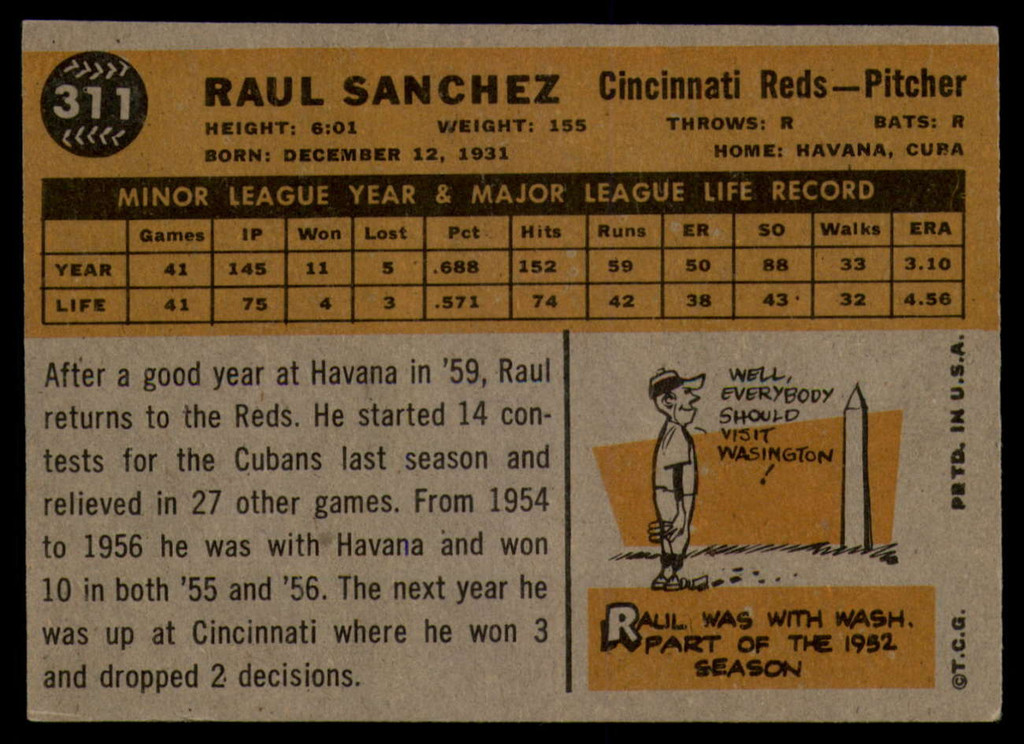 311
RAUL SANCHEZ Cincinnati Reds—Pitcher
HEIGHT: 6:01 WEIGHT: 155 THROWS: R BATS: R
BORN: DECEMBER 12, 1931 HOME: HAVANA, CUBA
MINOR LEAGUE YEAR & MAJOR LEAGUE LIFE RECORD
Games IP Won Lost Pct Hits Runs ER SO Walks ERA
YEAR 41 145 11 5 .688 152 59 50 88 33 3.10
LIFE 41 75 4 3 .571 74 42 38 43 32 4.56
After a good year at Havana in '59, Raul
returns to the Reds. He started 14 con-
tests for the Cubans last season and
relieved in 27 other games. From 1954
to 1956 he was with Havana and won
10 in both '55 and '56. The next year he
was up at Cincinnati where he won 3
and dropped 2 decisions.
WELL,
EVERYBODY
SHOULD
VISIT
WASINGTON
!
RAUL WAS WITH WASH.
PART OF THE 1952
SEASON
©T.C.G. PRTD. IN U.S.A.